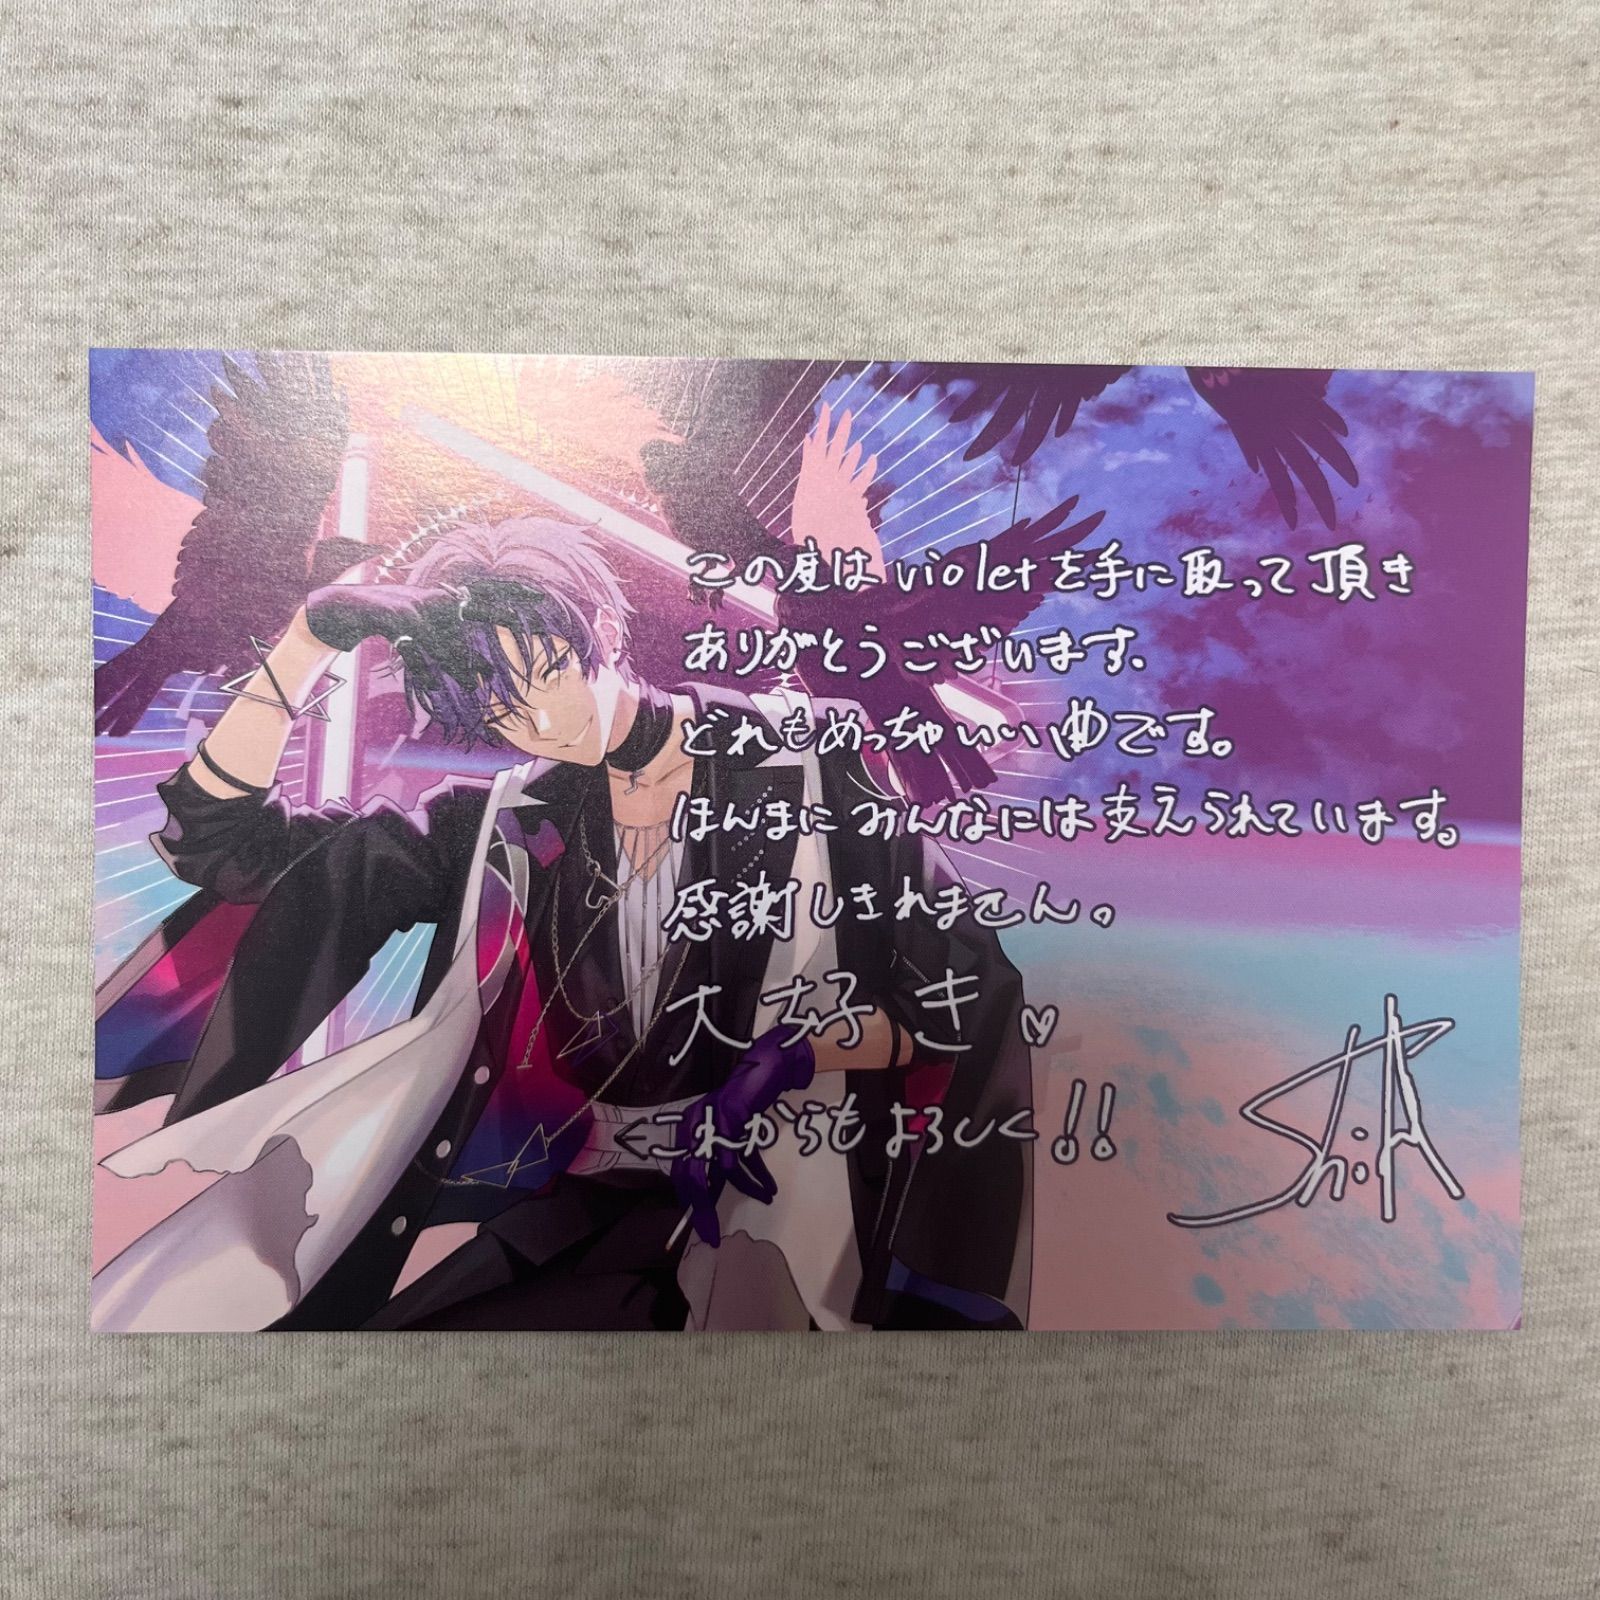 この度はvioletを手に取って頂き
ありがとうございます.
どれもめっちゃいい曲です。
ほんまにみんなには支えられています。
感謝しきれません。
大好き♡
←これからもよろしく!!